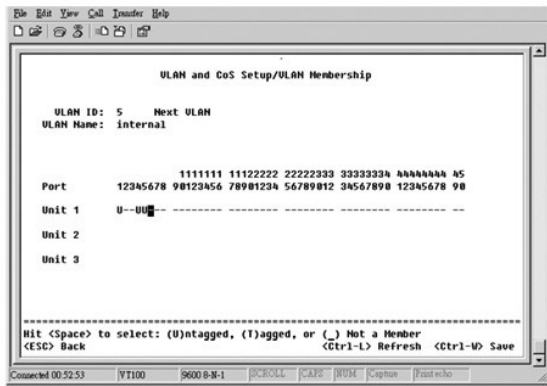 File Edit View Call Transfer Help
VLAN and CoS Setup/VLAN Membership
VLAN ID: 5 Next VLAN
VLAN Name: internal
1111111 11122222 22222333 33333334 44444444 45
Port 12345678 90123456 78901234 56789012 34567890 12345678 90
Unit 1 U--UU--- -------- -------- -------- -------- -------- --
Unit 2
Unit 3
Hit <Space> to select: (U)ntagged, (T)agged, or (_) Not a Member
<ESC> Back <Ctrl-L> Refresh <Ctrl-W> Save
Connected 00:52:53 VT100 9600 8-N-1 SCROLL CAPS NUM Capture Print echo